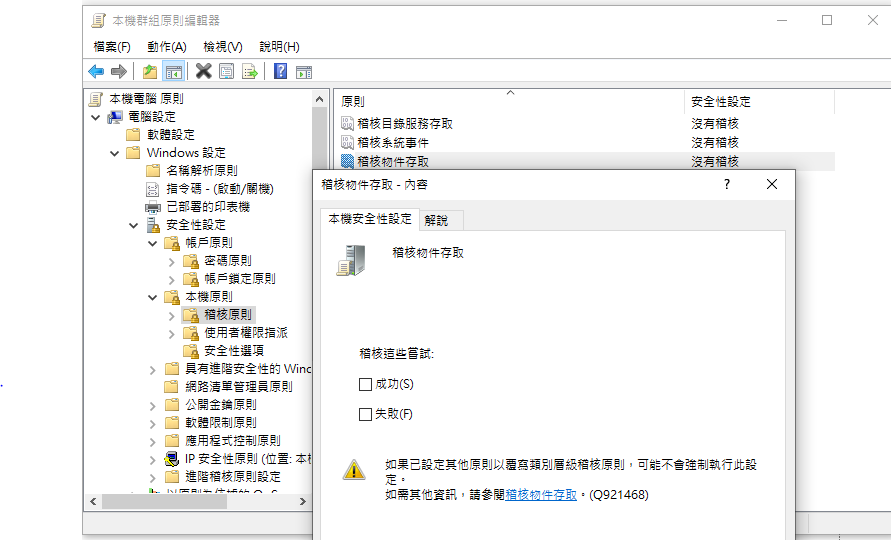 本機群組原則編輯器
檔案(F) 動作(A) 檢視(V) 說明(H)
本機電腦 原則
電腦設定
軟體設定
Windows 設定
名稱解析原則
指令碼 - (啟動/關機)
已部署的印表機
安全性設定
帳戶原則
密碼原則
帳戶鎖定原則
本機原則
稽核原則
使用者權限指派
安全性選項
具有進階安全性的 Winc
網路清單管理員原則
公開金鑰原則
軟體限制原則
應用程式控制原則
IP 安全性原則 (位置: 本機
進階稽核原則設定
原則 安全性設定
稽核目錄服務存取 沒有稽核
稽核系統事件 沒有稽核
稽核物件存取 沒有稽核
稽核物件存取 - 內容 ?
本機安全性設定 解說
稽核物件存取
稽核這些嘗試:
成功(S)
失敗(F)
如果已設定其他原則以覆寫類別層級稽核原則，可能不會強制執行此設
定。
如需其他資訊，請參閱稽核物件存取。(Q921468)